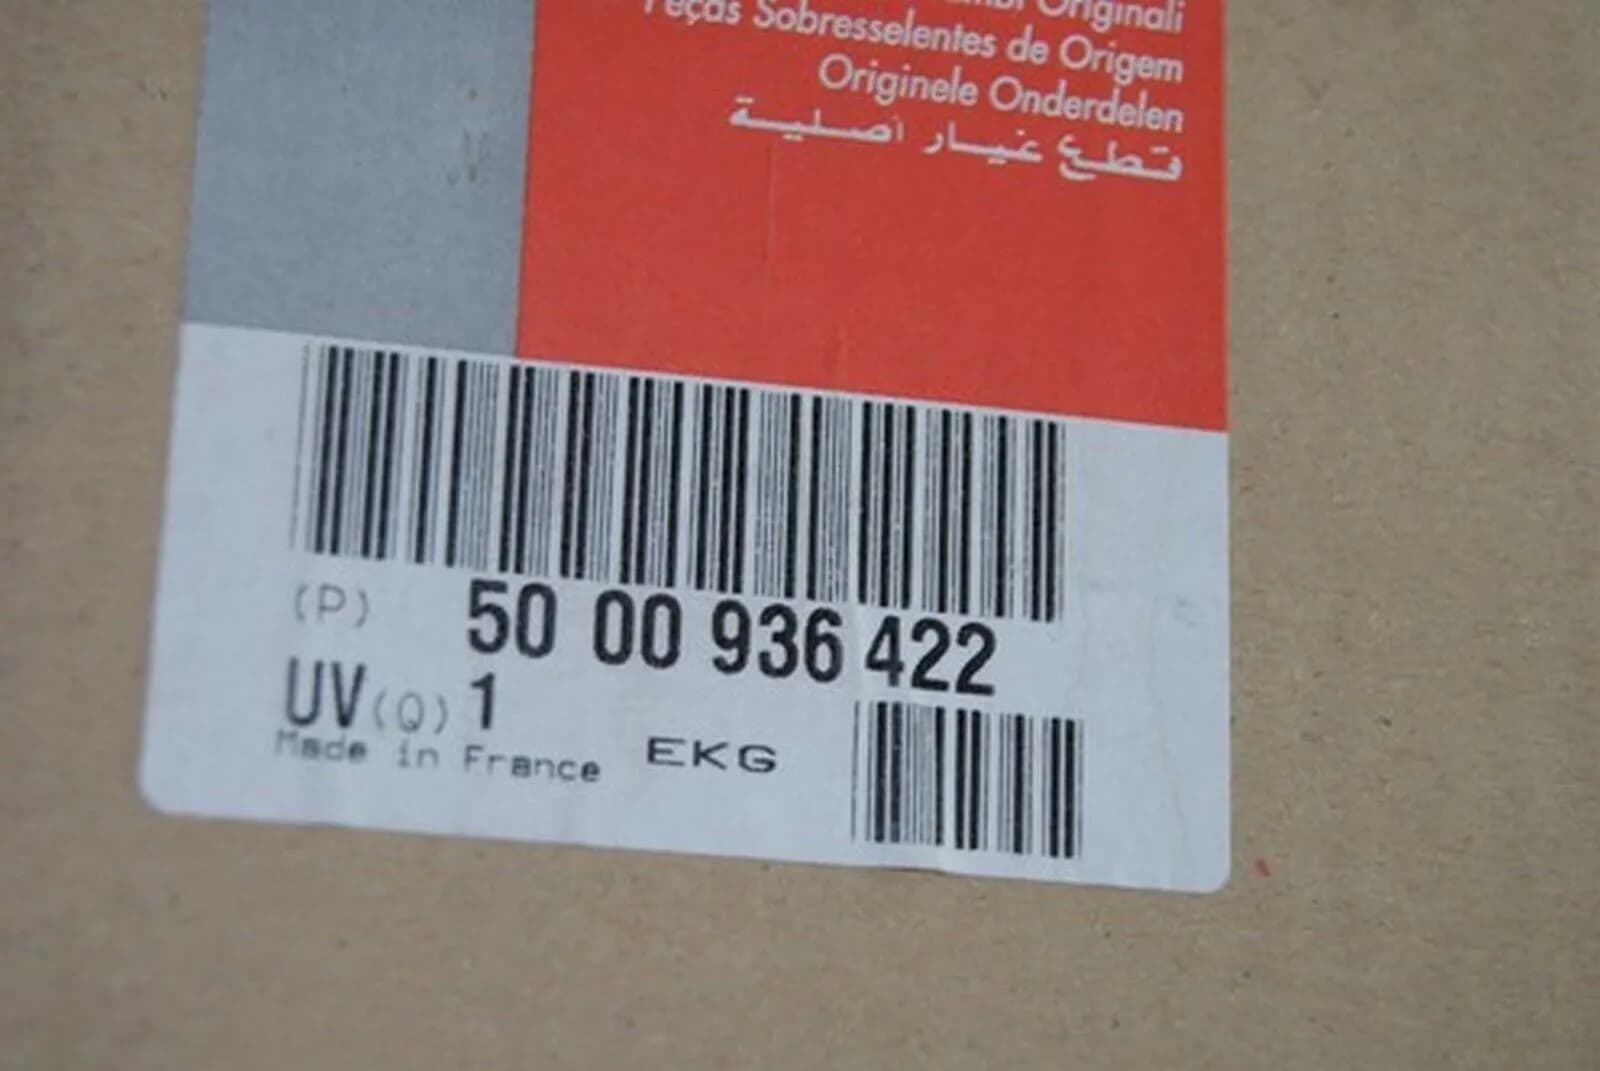 Originali
Peças Sobresselentes de Origem
Originele Onderdelen
قطع غيار أصلية
(P) 50 00 936 422
UV (Q) 1
Made in France EKG